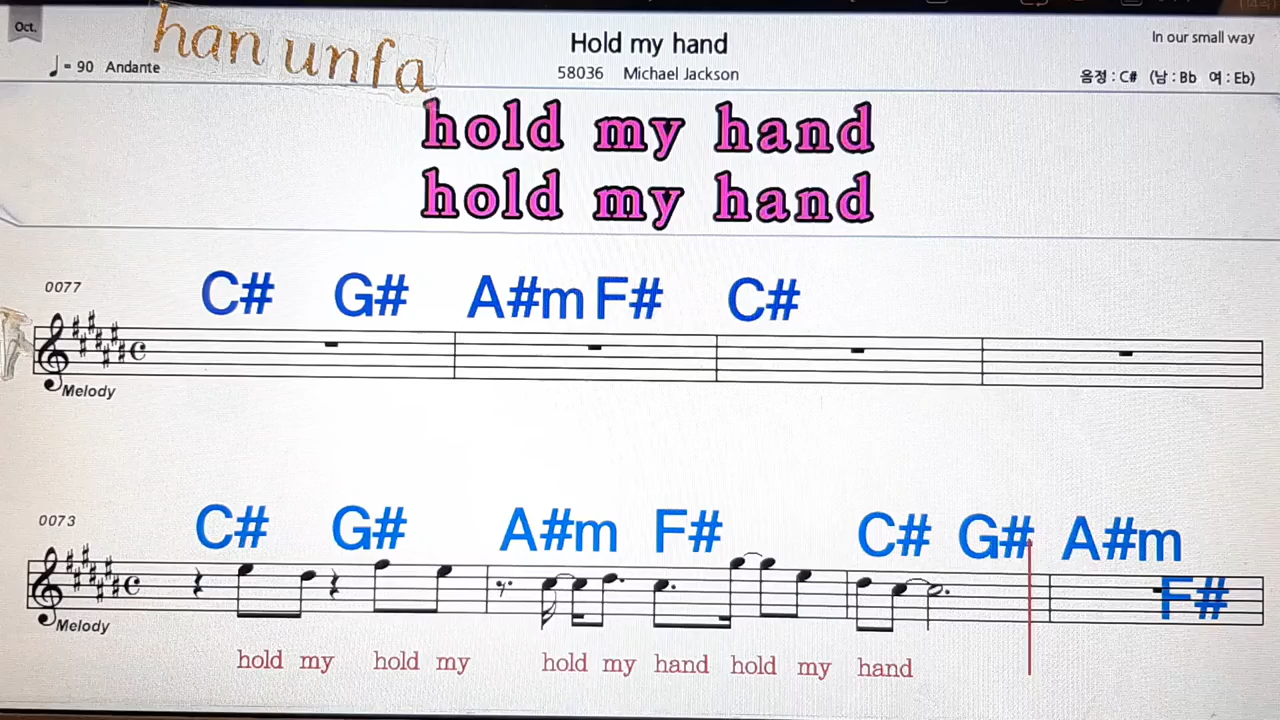 Oct.
han unfa
Hold my hand
In our small way
♩ = 90 Andante
58036 Michael Jackson
음정 : C# (남 : Bb 여 : Eb)
hold my hand
hold my hand
0077
C# G# A#m F# C#
Melody
0073
C# G# A#m F# C# G# A#m F#
Melody
hold my hold my hold my hand hold my hand